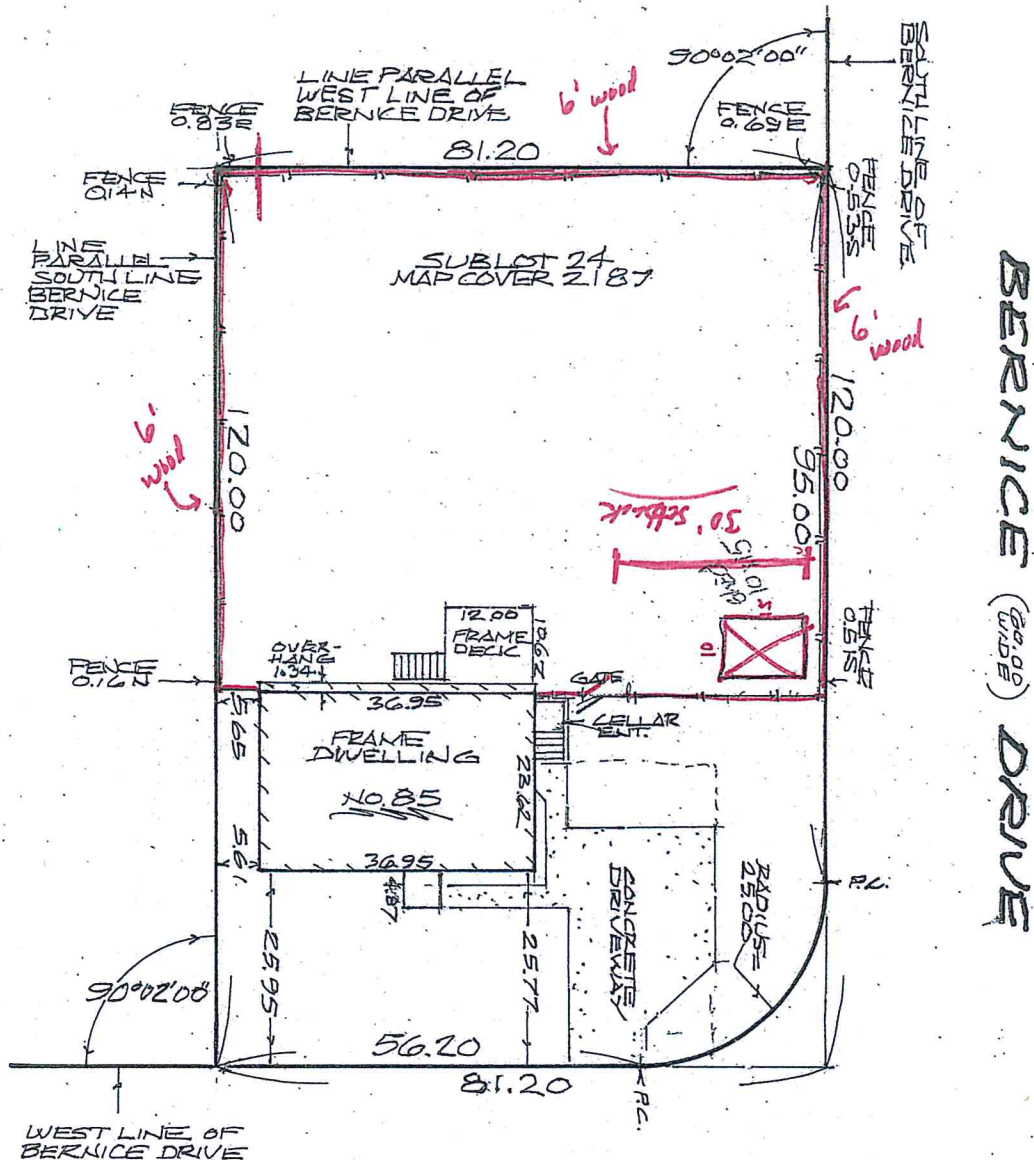 SOUTH LINE OF
BERNICE DRIVE
90°02'00"
LINE PARALLEL
WEST LINE OF
BERNICE DRIVE
6' wood
FENCE
0.83E
FENCE
0.69E
81.20
FENCE
0.14N
FENCE
0.53S
LINE
PARALLEL
SOUTH LINE
BERNICE
DRIVE
SUBLOT 24
MAP COVER 2187
6'
wood
BERNICE (60.00 WIDE) DRIVE
6'
wood
120.00
120.00
95.00
30' setback
10
FENCE
0.51S
12.00
FRAME
DECK
10.62
OVER-
HANG
1.34
FENCE
0.16N
GATE
36.95
CELLAR
ENT.
5.65
FRAME
DWELLING
23.62
NO. 85
5.61
36.95
4.87
CONCRETE
DRIVEWAY
RADIUS=
25.00
P.C.
25.95
25.77
90°02'00"
56.20
81.20
P.C.
WEST LINE OF
BERNICE DRIVE